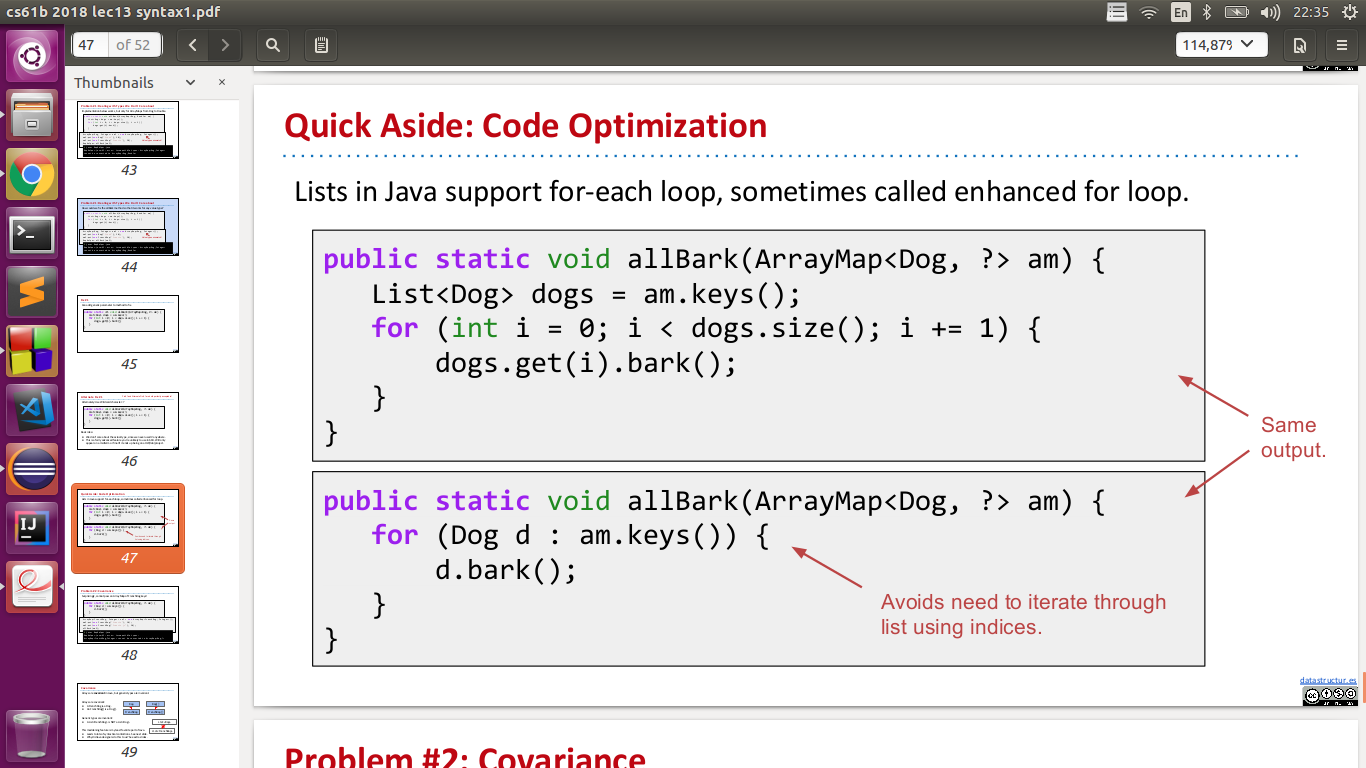 cs61b 2018 lec13 syntax1.pdf
En
22:35
47 of 52
114,87%
Thumbnails
43
44
45
46
47
48
49
Quick Aside: Code Optimization
Lists in Java support for-each loop, sometimes called enhanced for loop.
public static void allBark(ArrayMap<Dog, ?> am) {
List<Dog> dogs = am.keys();
for (int i = 0; i < dogs.size(); i += 1) {
dogs.get(i).bark();
}
}
Same
output.
public static void allBark(ArrayMap<Dog, ?> am) {
for (Dog d : am.keys()) {
d.bark();
}
}
Avoids need to iterate through
list using indices.
datastructur.es
Problem #2: Covariance